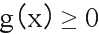 g(x) ≥ 0